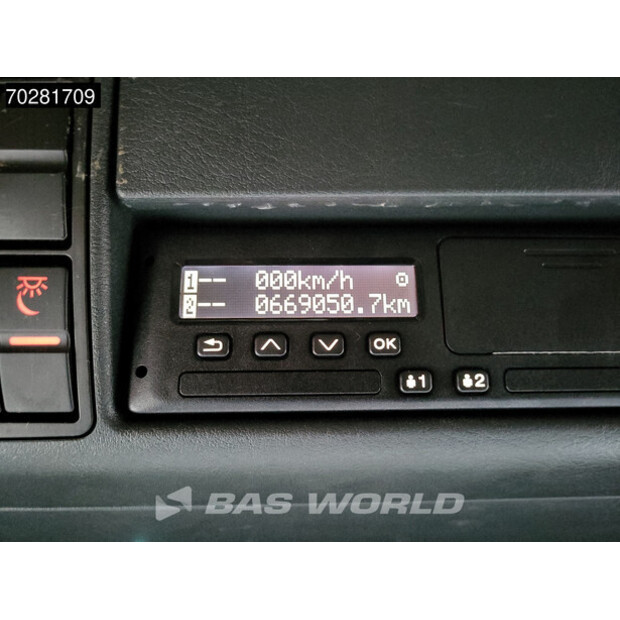 70281709
1-- 000km/h
2-- 0669050.7km
OK
1 2
BAS WORLD